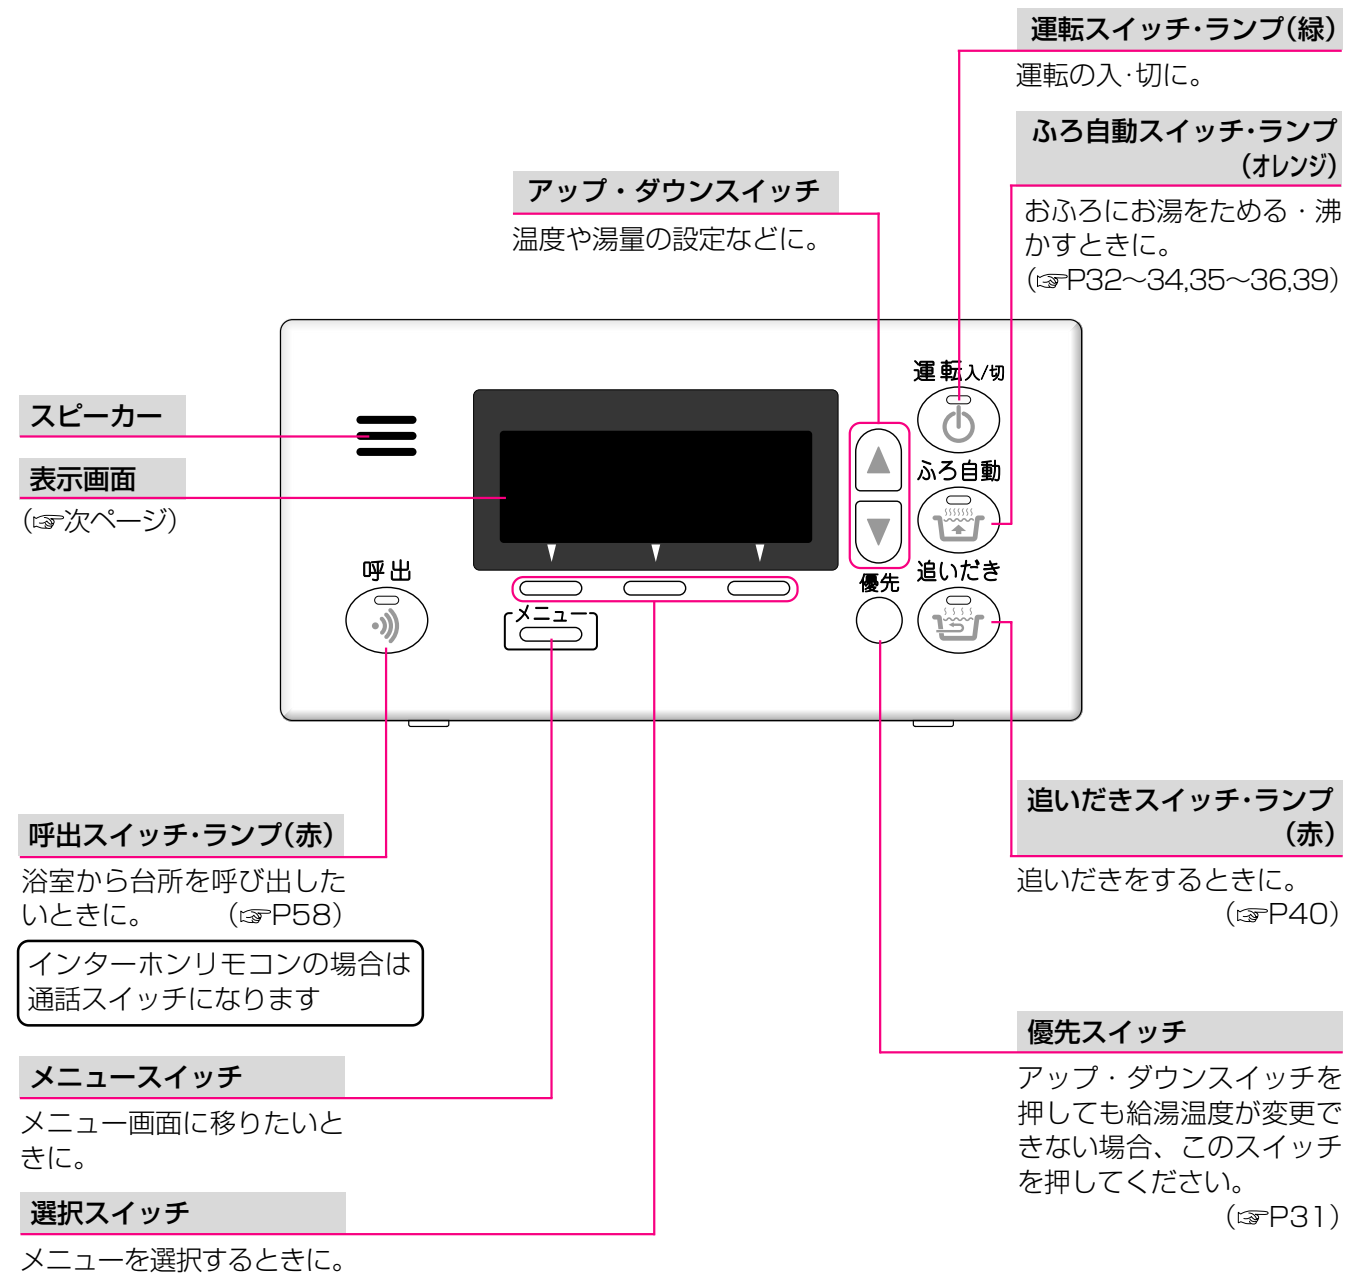 運転スイッチ・ランプ(緑)
運転の入・切に。
ふろ自動スイッチ・ランプ
(オレンジ)
おふろにお湯をためる・沸
かすときに。
(☞P32〜34,35〜36,39)
アップ・ダウンスイッチ
温度や湯量の設定などに。
スピーカー
表示画面
(☞次ページ)
運転入/切
ふろ自動
追いだき
優先
呼出
メニュー
呼出スイッチ・ランプ(赤)
浴室から台所を呼び出した
いときに。 (☞P58)
インターホンリモコンの場合は
通話スイッチになります
メニュースイッチ
メニュー画面に移りたいと
きに。
選択スイッチ
メニューを選択するときに。
追いだきスイッチ・ランプ
(赤)
追いだきをするときに。
(☞P40)
優先スイッチ
アップ・ダウンスイッチを
押しても給湯温度が変更で
きない場合、このスイッチ
を押してください。
(☞P31)